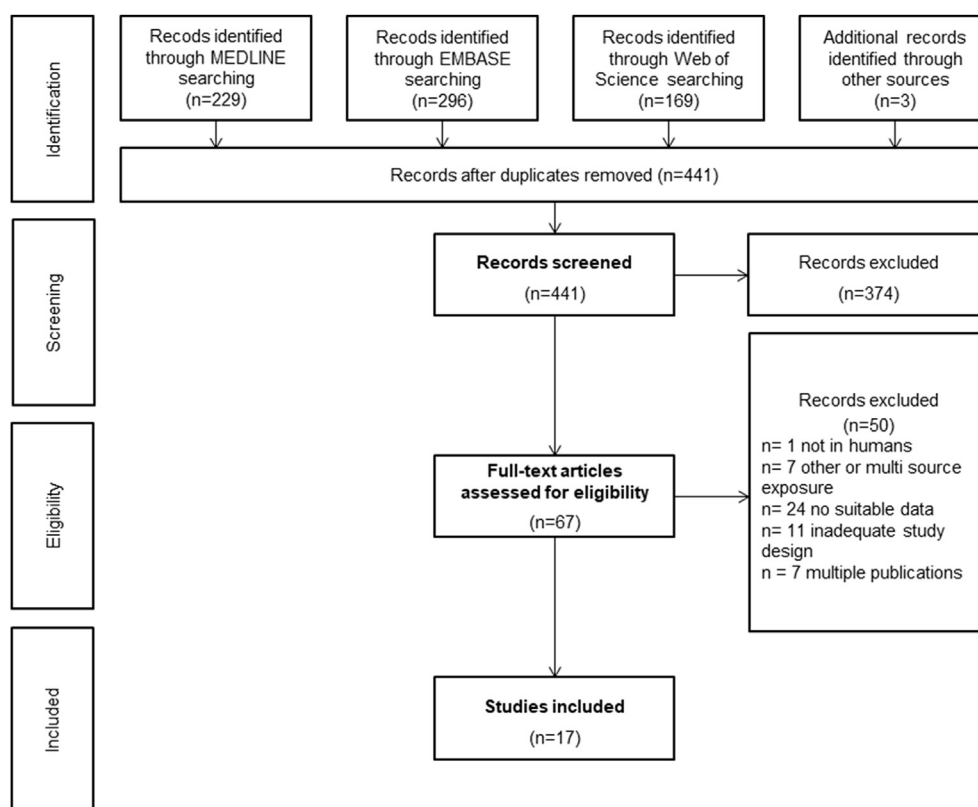 Identification
Records identified
through MEDLINE
searching
(n=229)
Recods identified
through EMBASE
searching
(n=296)
Recods identified
through Web of
Science searching
(n=169)
Additional records
identified through
other sources
(n=3)
Records after duplicates removed (n=441)
Screening
Records screened
(n=441)
Records excluded
(n=374)
Eligibility
Full-text articles
assessed for eligibility
(n=67)
Records excluded
(n=50)
n= 1 not in humans
n= 7 other or multi source
exposure
n= 24 no suitable data
n= 11 inadequate study
design
n = 7 multiple publications
Included
Studies included
(n=17)